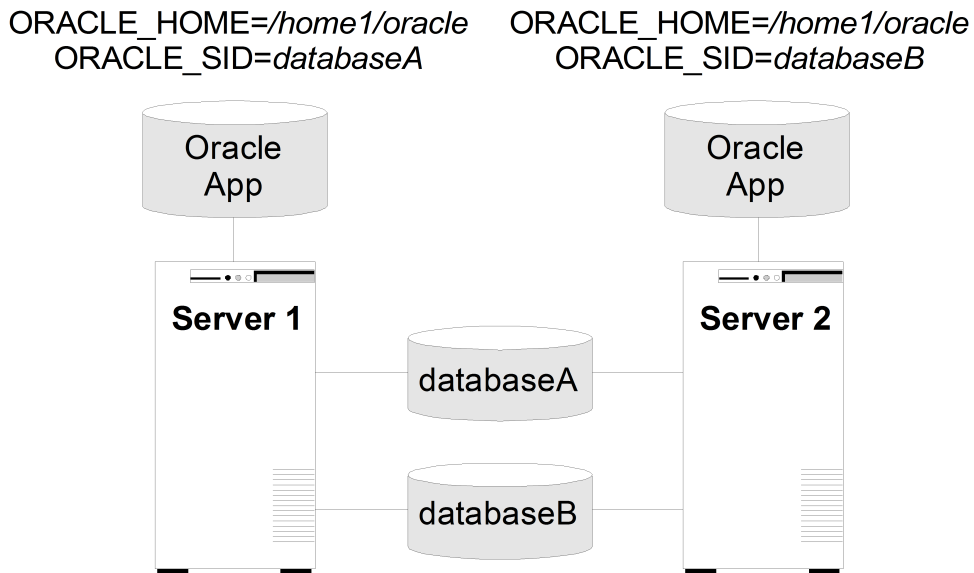 ORACLE_HOME=/home1/oracle
ORACLE_SID=databaseA
ORACLE_HOME=/home1/oracle
ORACLE_SID=databaseB
Oracle
App
Oracle
App
Server 1
Server 2
databaseA
databaseB